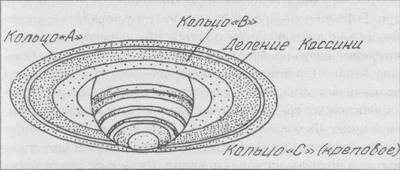 Кольцо «В»
Кольцо «А»
Деление Кассини
Кольцо «С» (креповое)